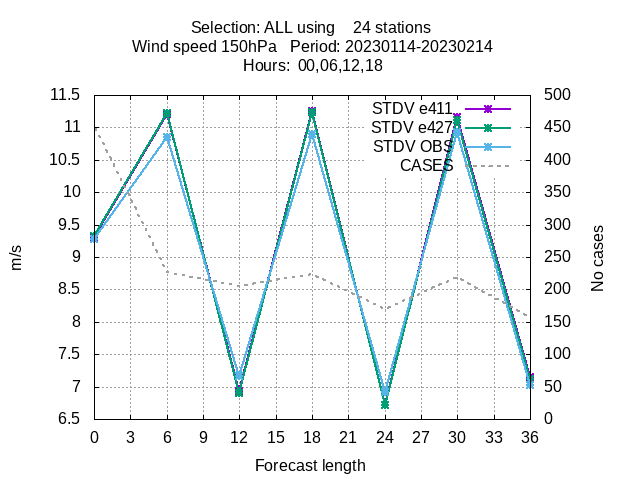 Selection: ALL using    24 stations
Wind speed 150hPa   Period: 20230114-20230214
Hours:  00,06,12,18
11.5
11
10.5
10
9.5
9
8.5
8
7.5
7
6.5
m/s
STDV e411
STDV e427
STDV OBS
CASES
500
450
400
350
300
250
200
150
100
50
0
No cases
0 3 6 9 12 15 18 21 24 27 30 33 36
Forecast length